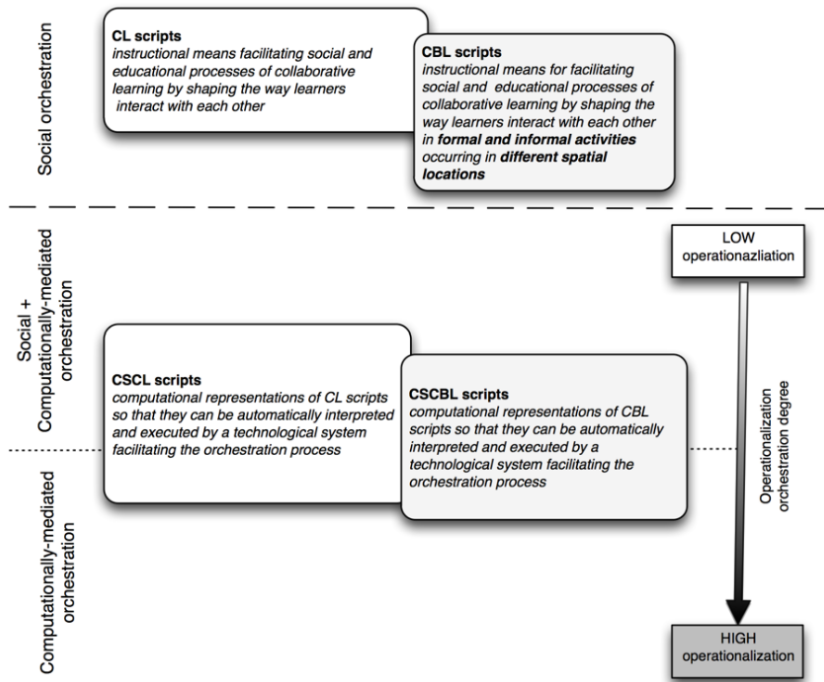 Social orchestration
CL scripts
instructional means facilitating social and
educational processes of collaborative
learning by shaping the way learners
interact with each other
CBL scripts
instructional means for facilitating
social and educational processes of
collaborative learning by shaping the
way learners interact with each other
in formal and informal activities
occurring in different spatial
locations
LOW
operationazliation
Social +
Computationally-mediated
orchestration
CSCL scripts
computational representations of CL scripts
so that they can be automatically interpreted
and executed by a technological system
facilitating the orchestration process
CSCBL scripts
computational representations of CBL
scripts so that they can be automatically
interpreted and executed by a
technological system facilitating the
orchestration process
Operationalization
orchestration degree
Computationally-mediated
orchestration
HIGH
operationalization